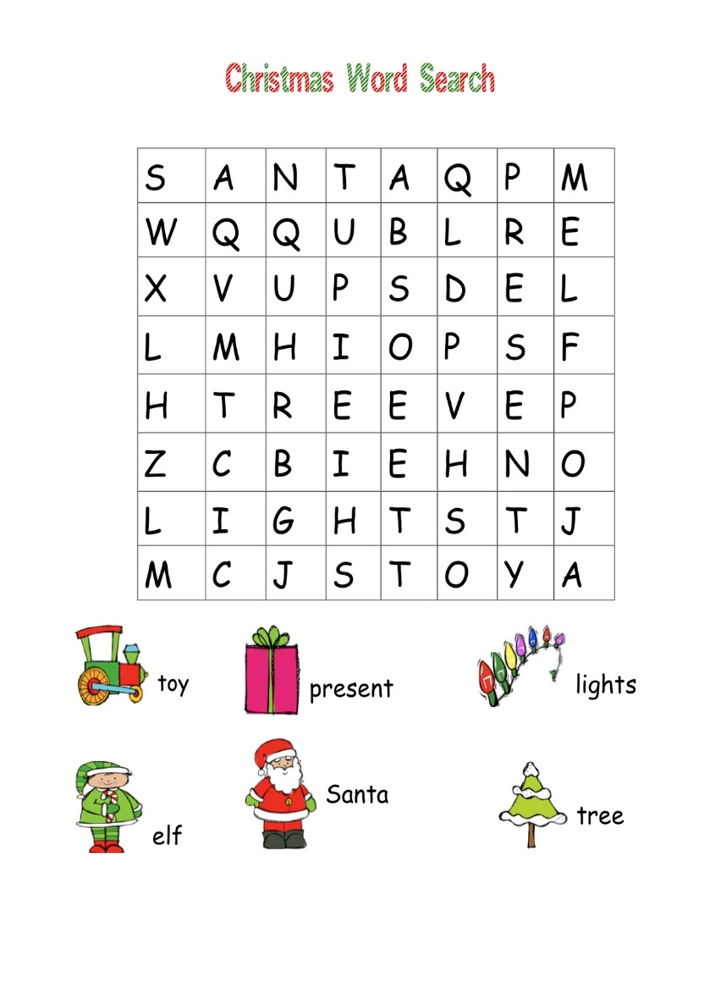 Christmas Word Search
S A N T A Q P M
W Q Q U B L R E
X V U P S D E L
L M H I O P S F
H T R E E V E P
Z C B I E H N O
L I G H T S T J
M C J S T O Y A
toy present lights
elf Santa tree